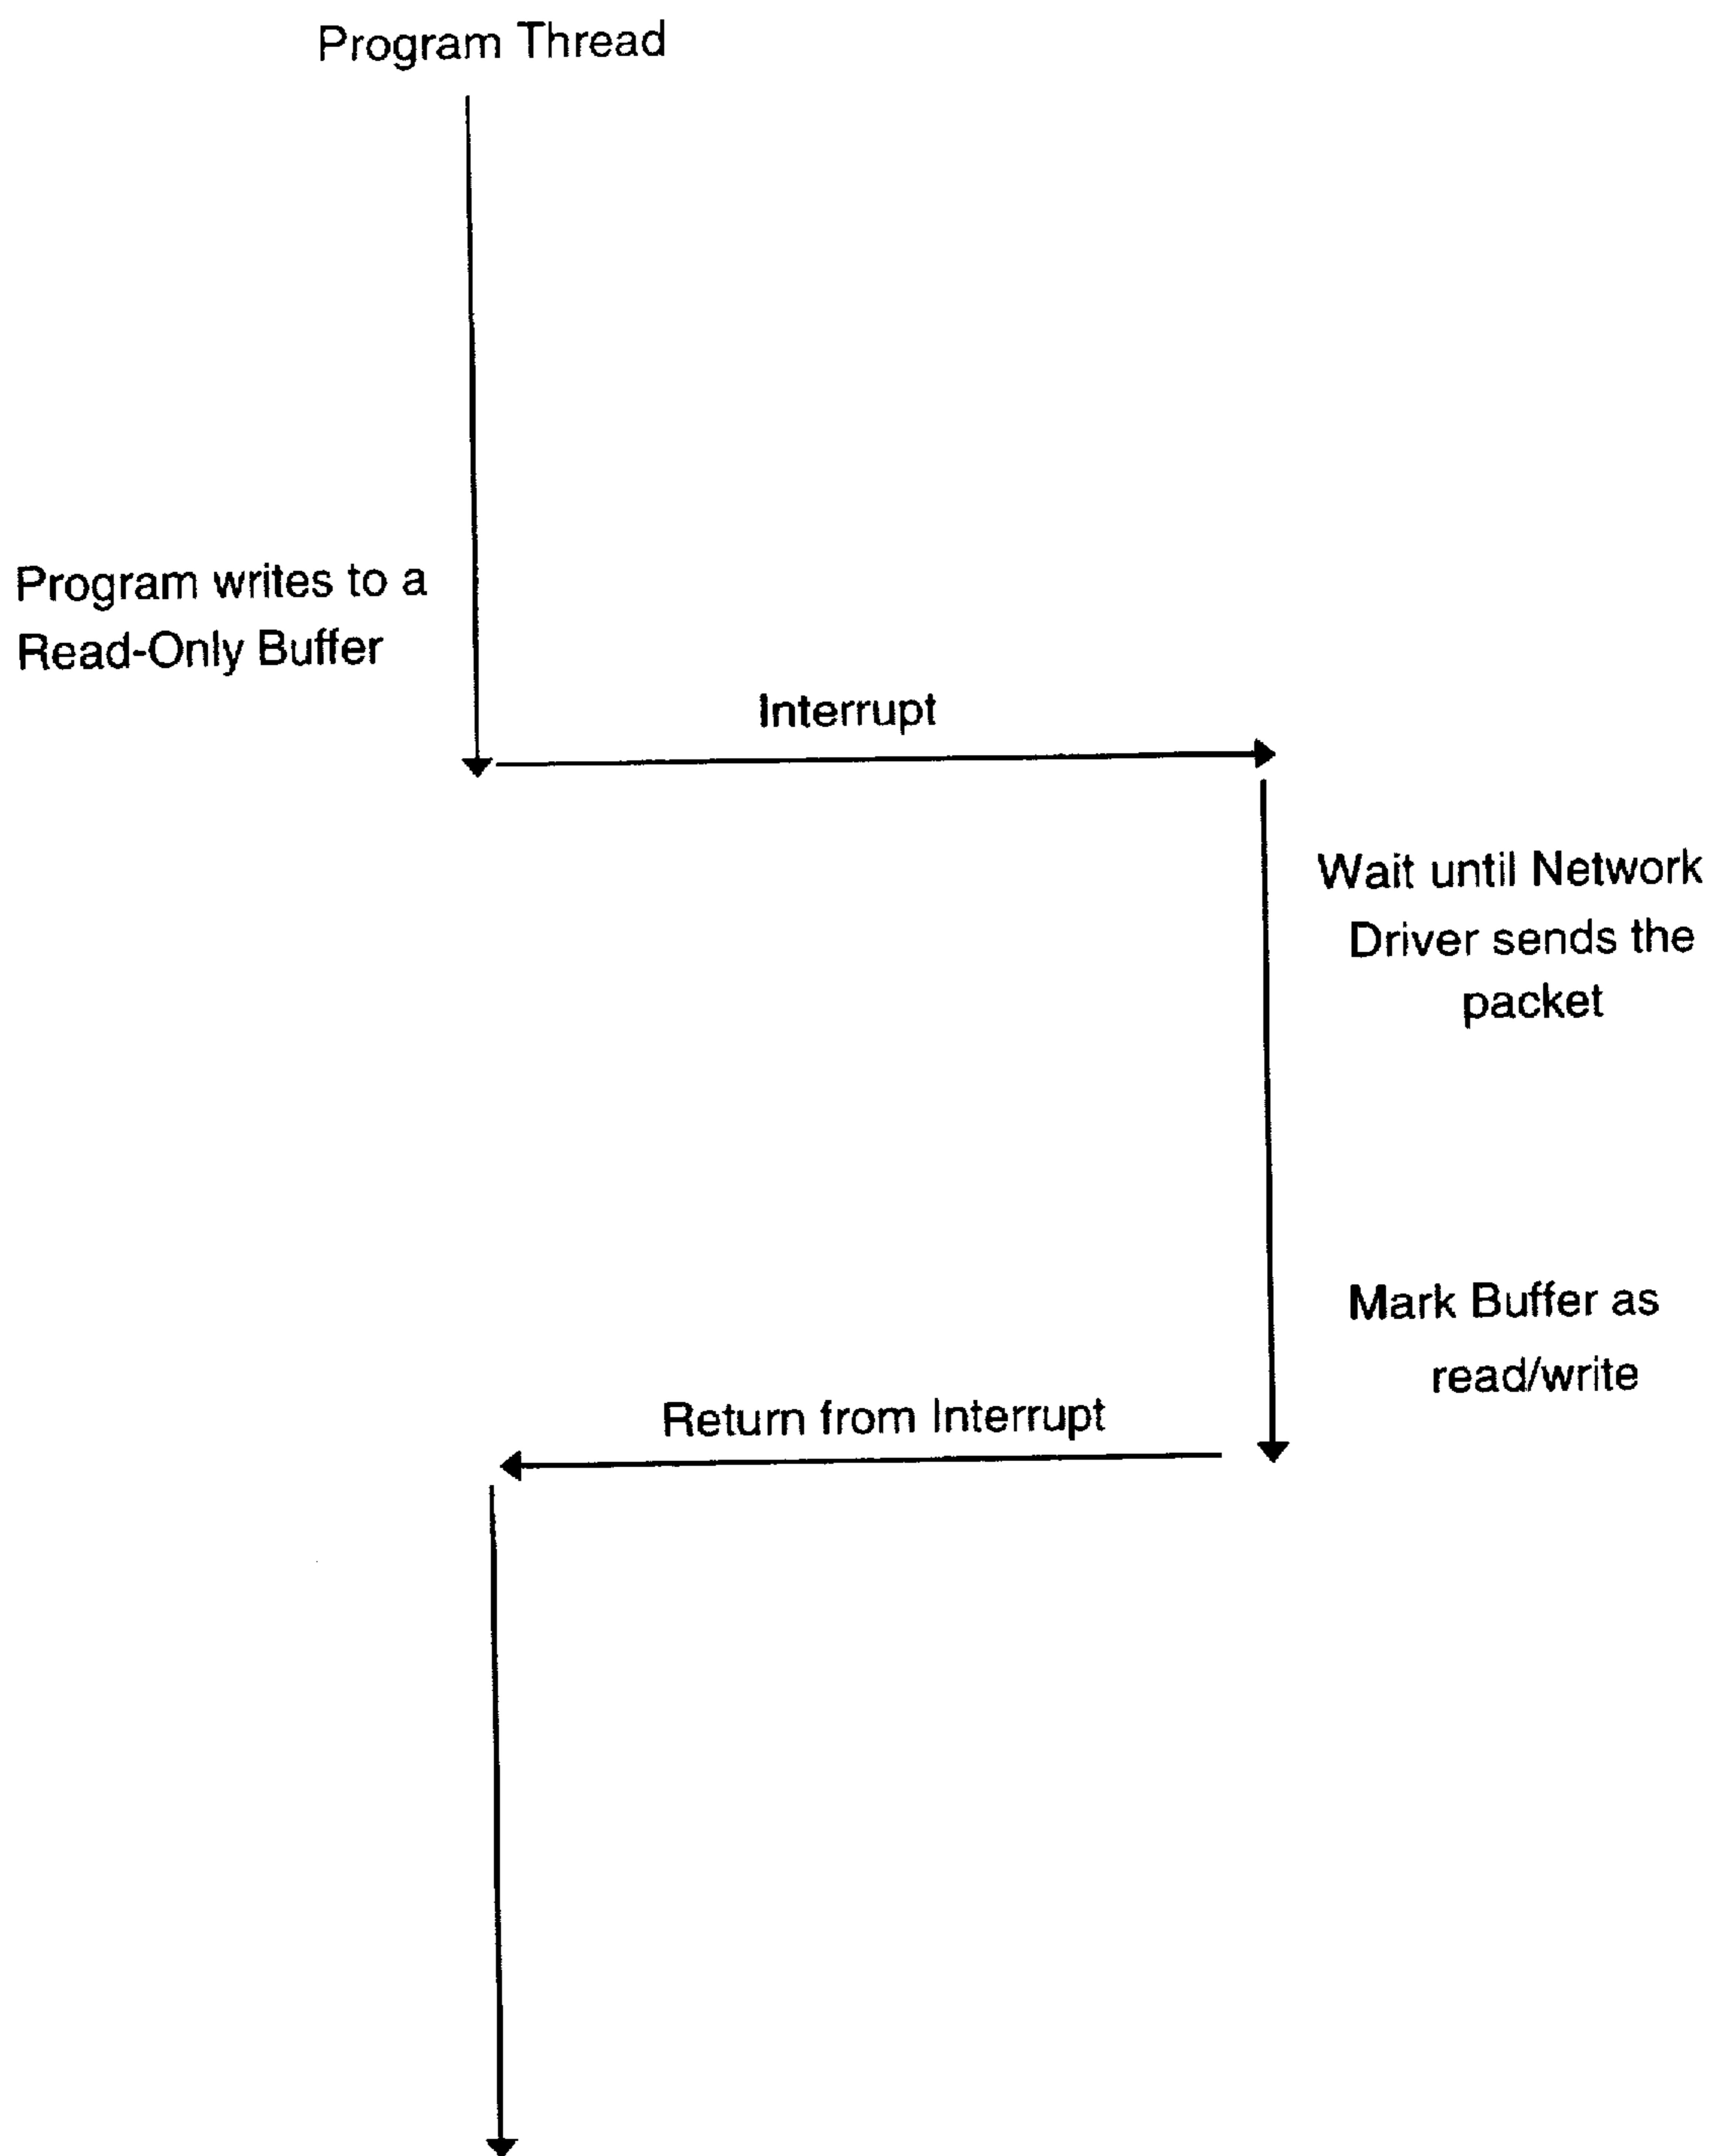 Program Thread
Program writes to a
Read-Only Buffer
Interrupt
Wait until Network
Driver sends the
packet
Mark Buffer as
read/write
Return from Interrupt